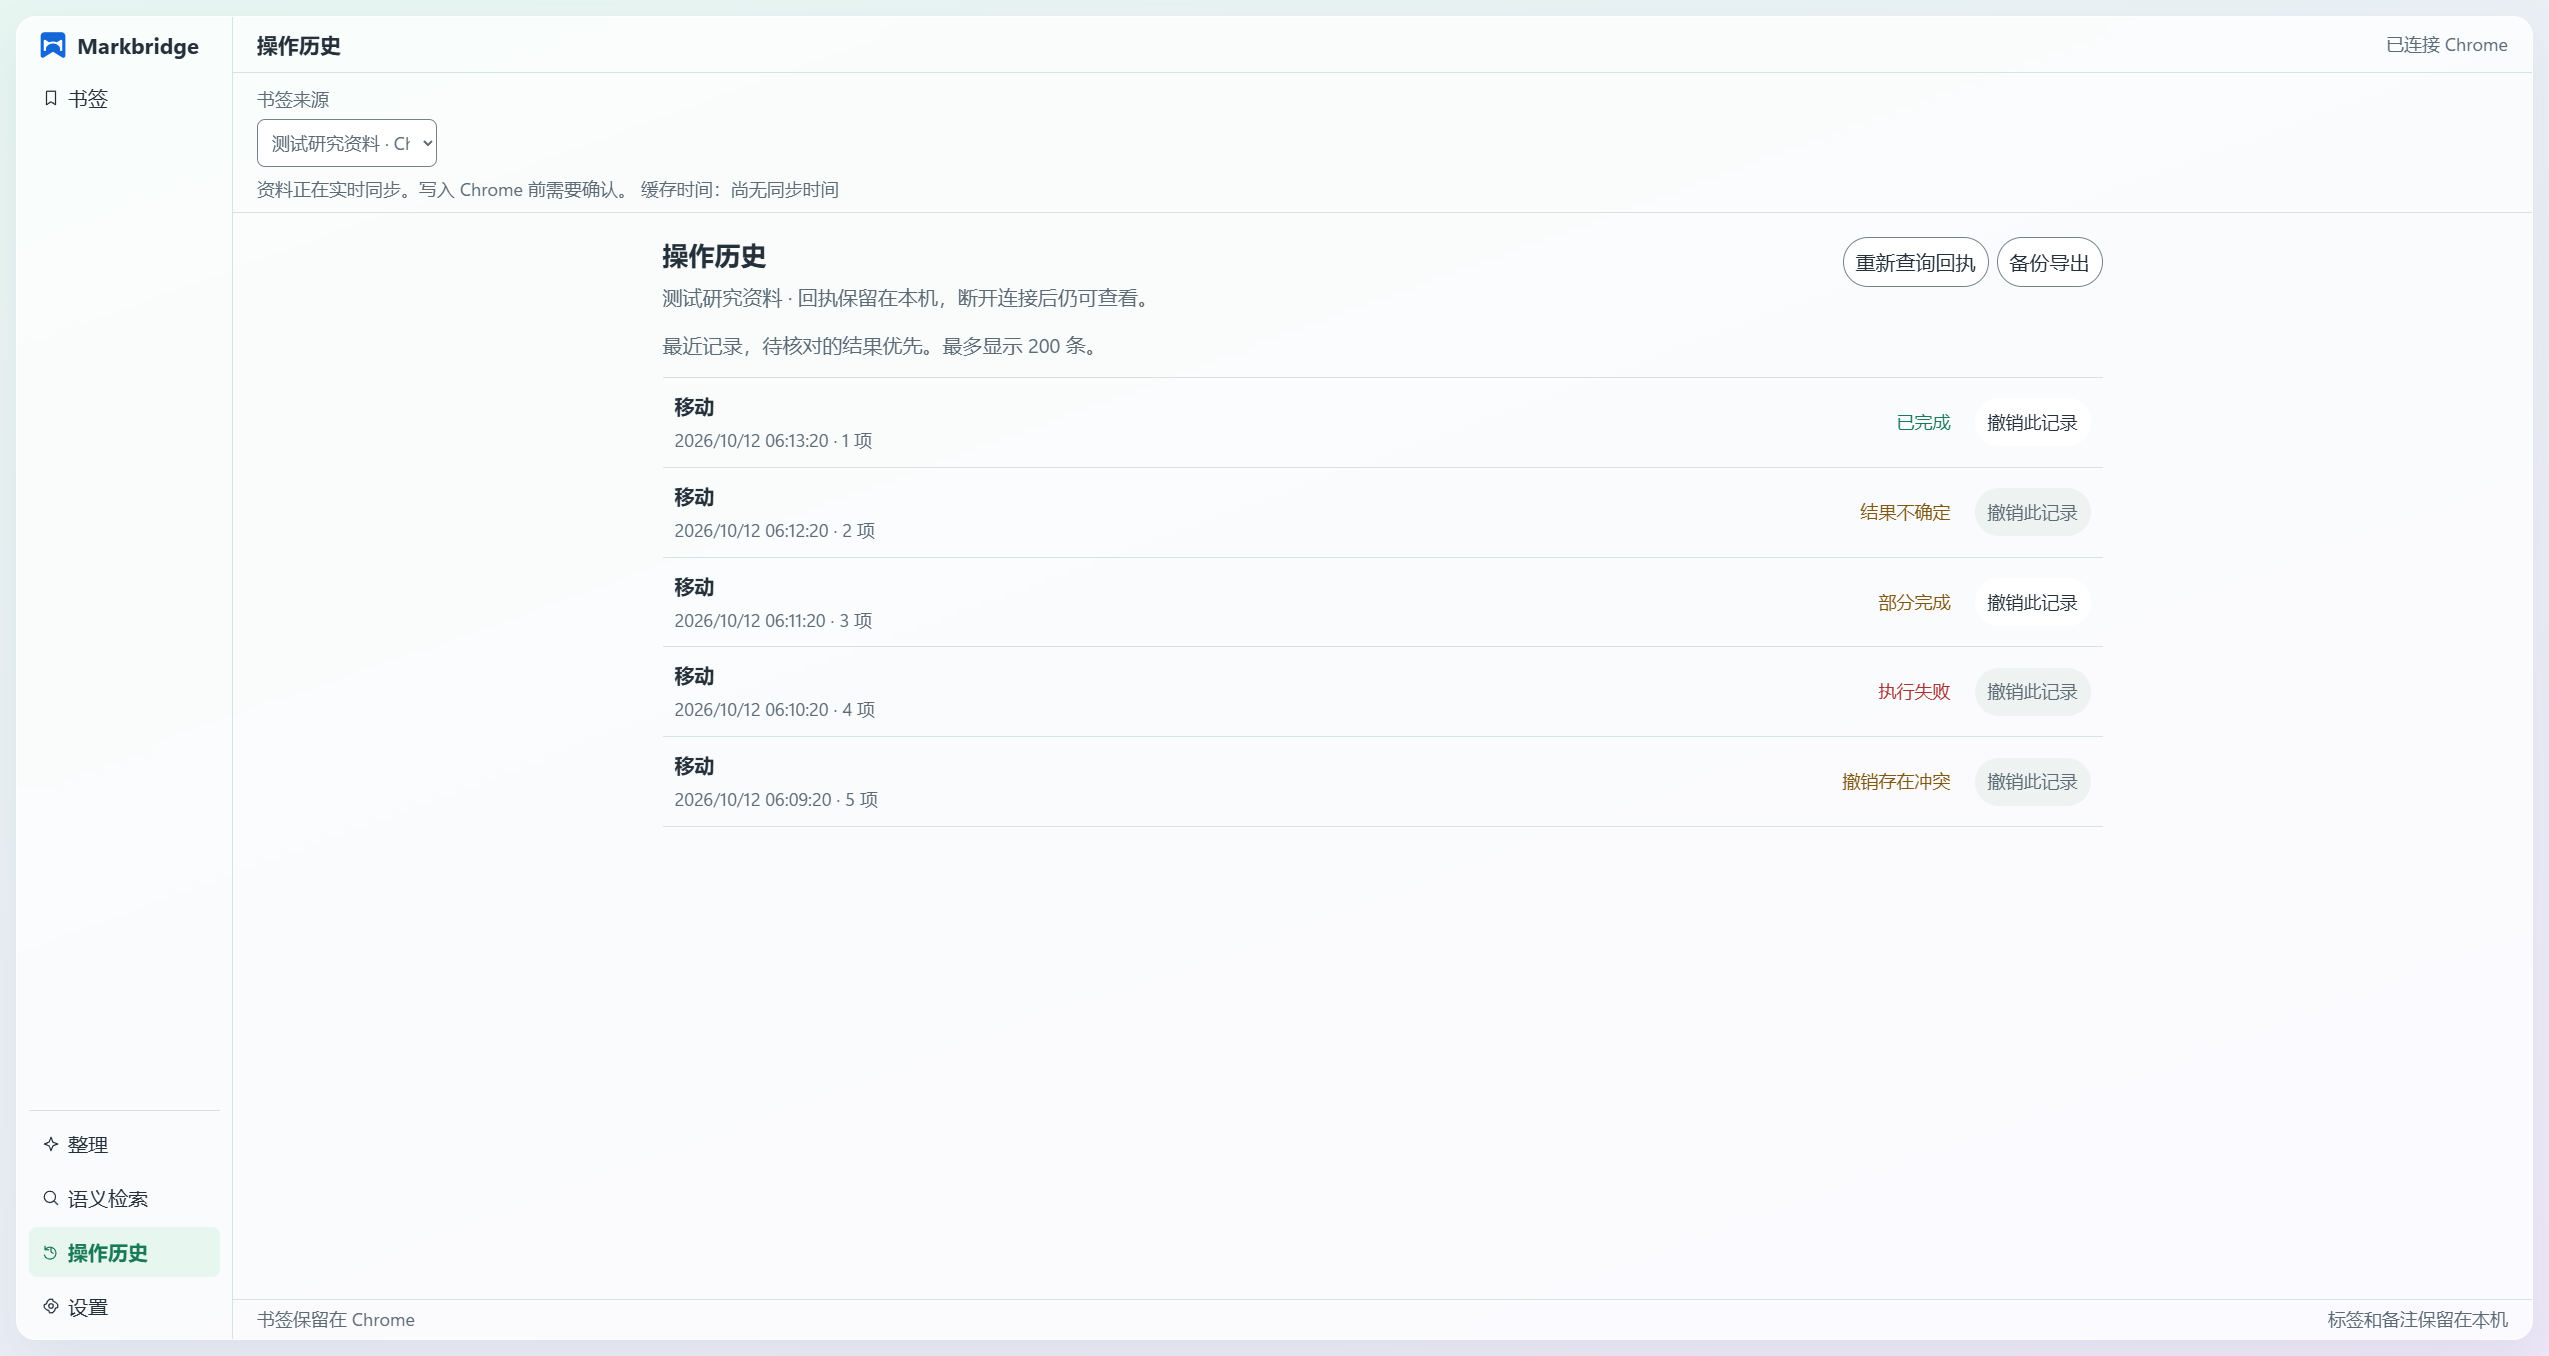 Markbridge
操作历史
已连接 Chrome
书签
书签来源
测试研究资料 · Ch
资料正在实时同步。写入 Chrome 前需要确认。 缓存时间：尚无同步时间
操作历史
重新查询回执
备份导出
测试研究资料 · 回执保留在本机，断开连接后仍可查看。
最近记录，待核对的结果优先。最多显示 200 条。
移动
2026/10/12 06:13:20 · 1 项
已完成
撤销此记录
移动
2026/10/12 06:12:20 · 2 项
结果不确定
撤销此记录
移动
2026/10/12 06:11:20 · 3 项
部分完成
撤销此记录
移动
2026/10/12 06:10:20 · 4 项
执行失败
撤销此记录
移动
2026/10/12 06:09:20 · 5 项
撤销存在冲突
撤销此记录
整理
语义检索
操作历史
设置
书签保留在 Chrome
标签和备注保留在本机